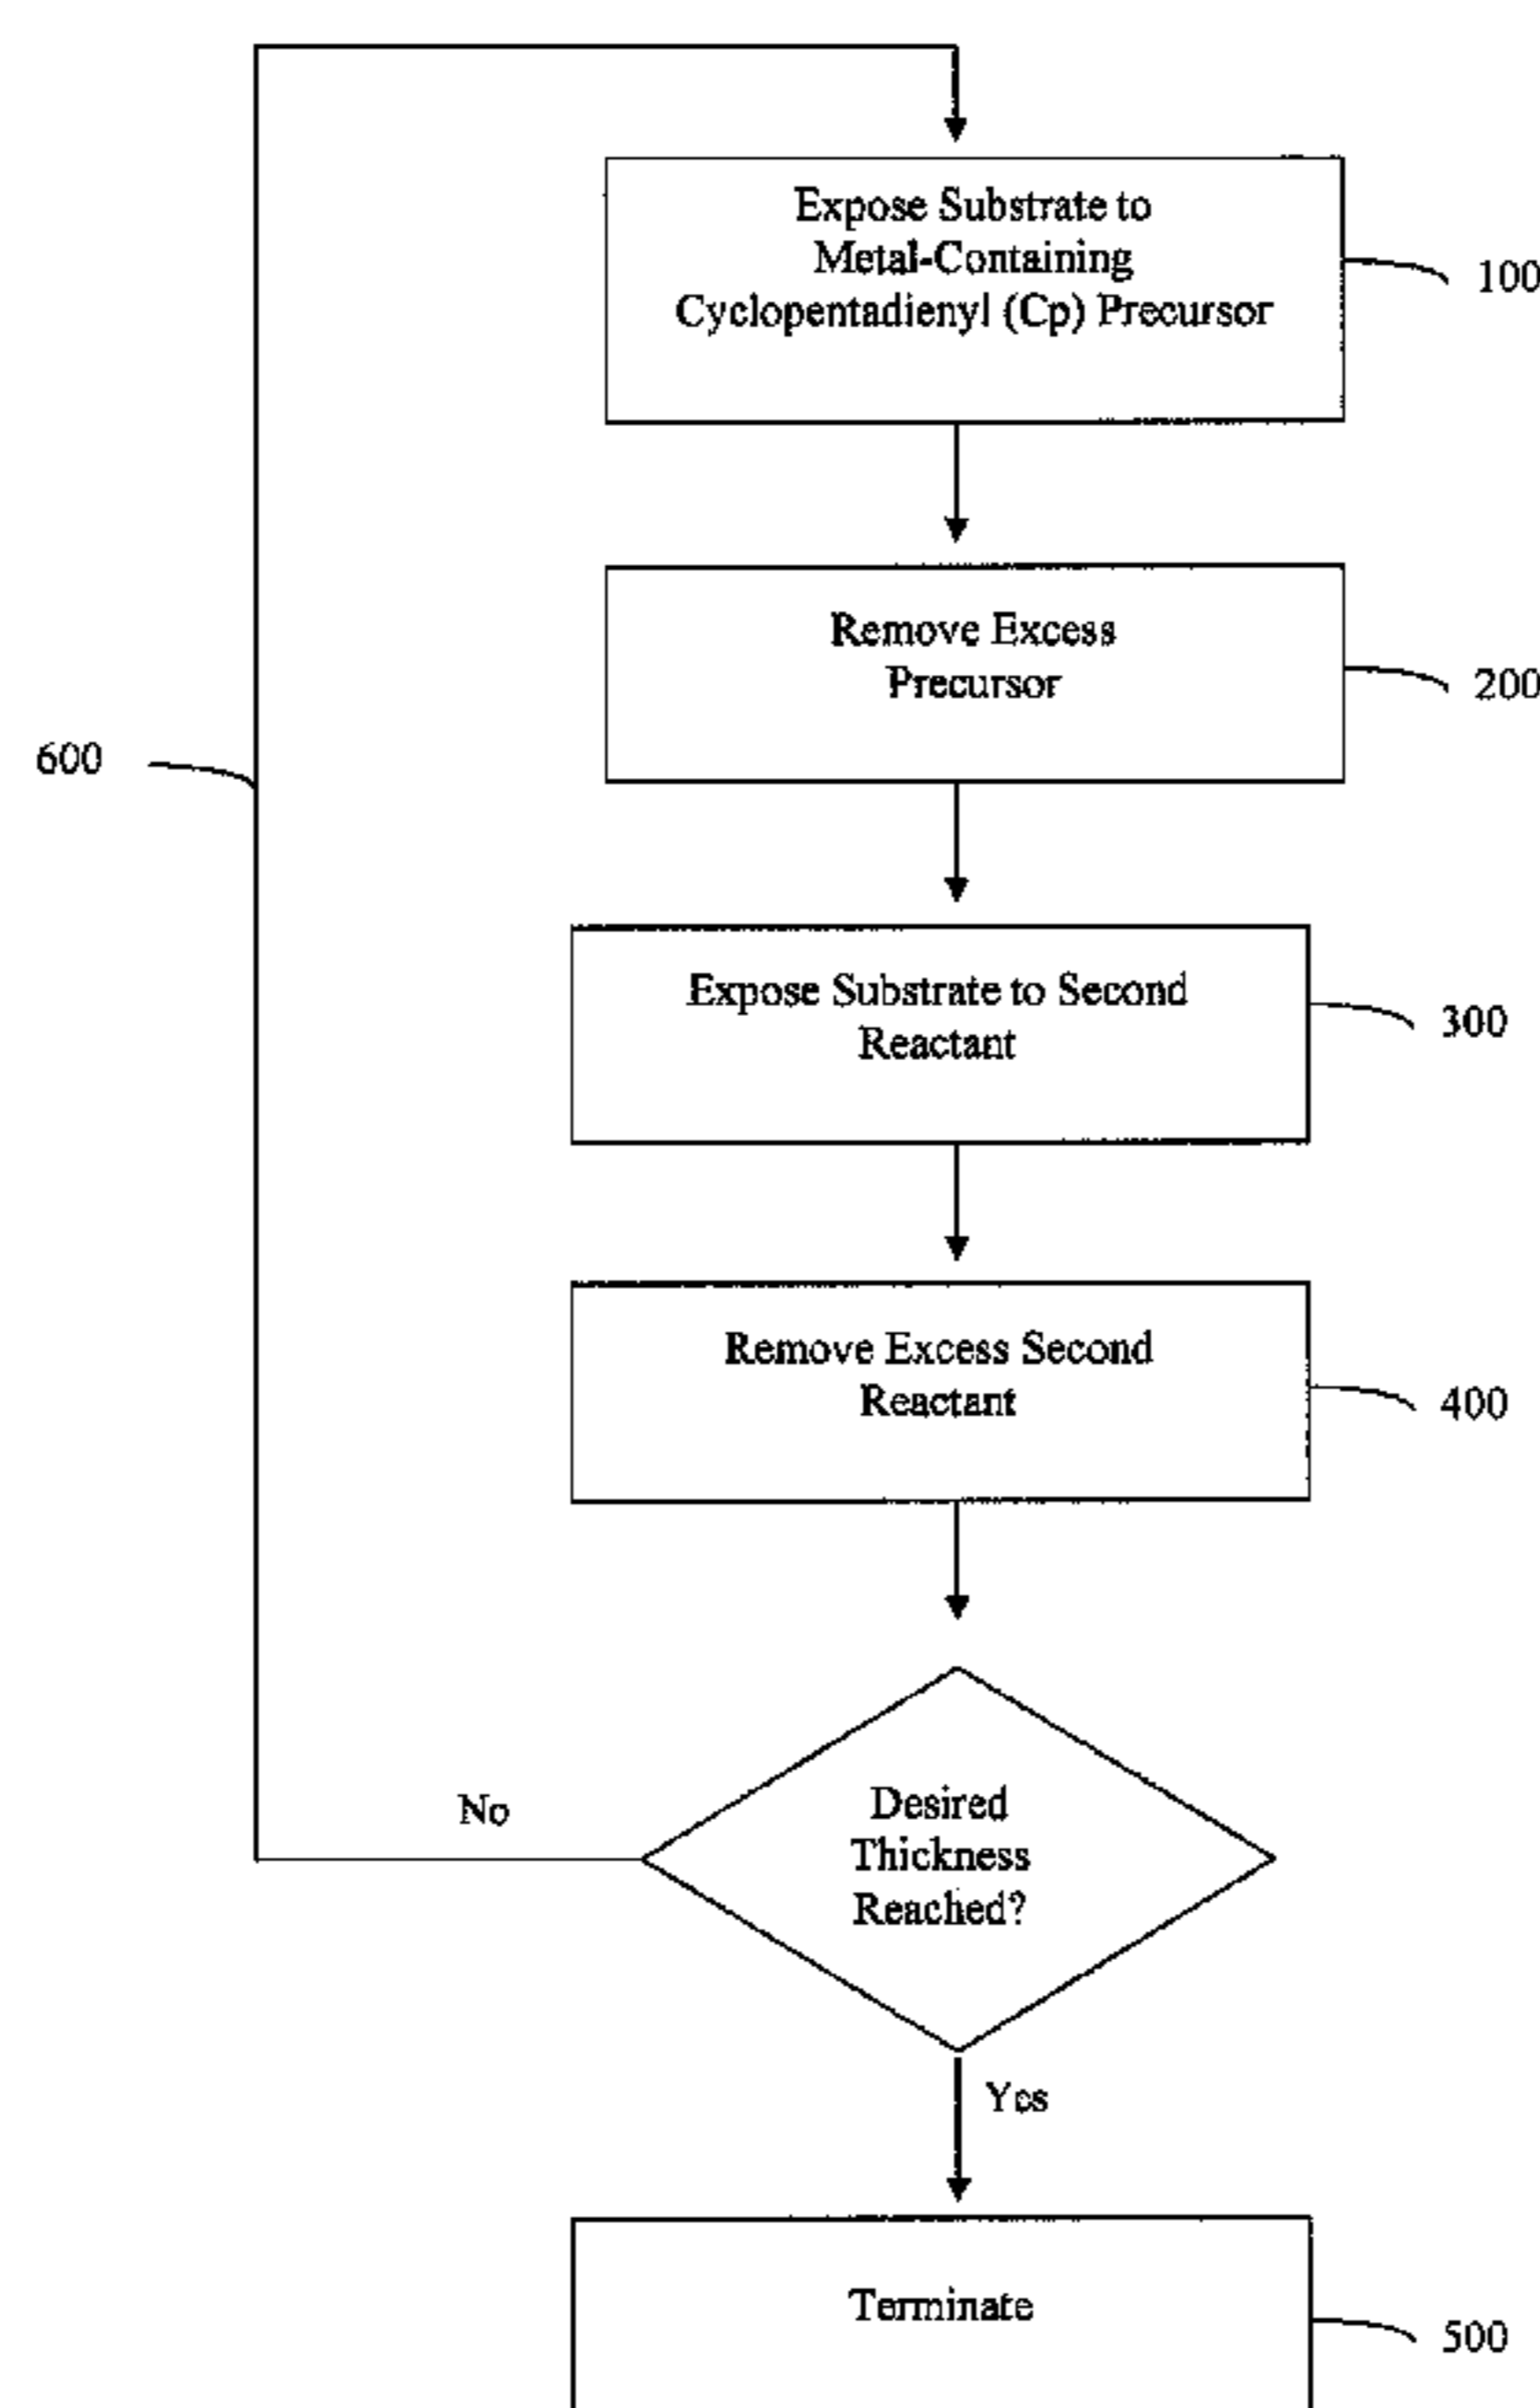 Expose Substrate to
Metal-Containing
Cyclopentadienyl (Cp) Precursor
100
Remove Excess
Precursor
200
600
Expose Substrate to Second
Reactant
300
Remove Excess Second
Reactant
400
No
Desired
Thickness
Reached?
Yes
Terminate
500